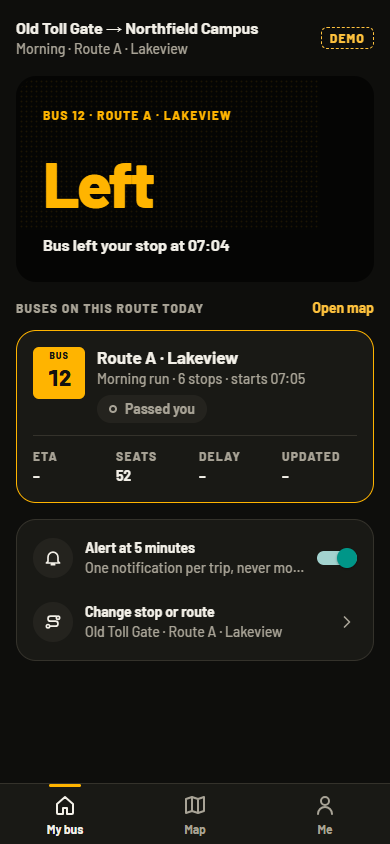 Old Toll Gate → Northfield Campus
Morning · Route A · Lakeview
DEMO
BUS 12 · ROUTE A · LAKEVIEW
Left
Bus left your stop at 07:04
BUSES ON THIS ROUTE TODAY
Open map
BUS
12
Route A · Lakeview
Morning run · 6 stops · starts 07:05
Passed you
ETA SEATS DELAY UPDATED
– 52 – –
Alert at 5 minutes
One notification per trip, never mo…
Change stop or route
Old Toll Gate · Route A · Lakeview
My bus Map Me